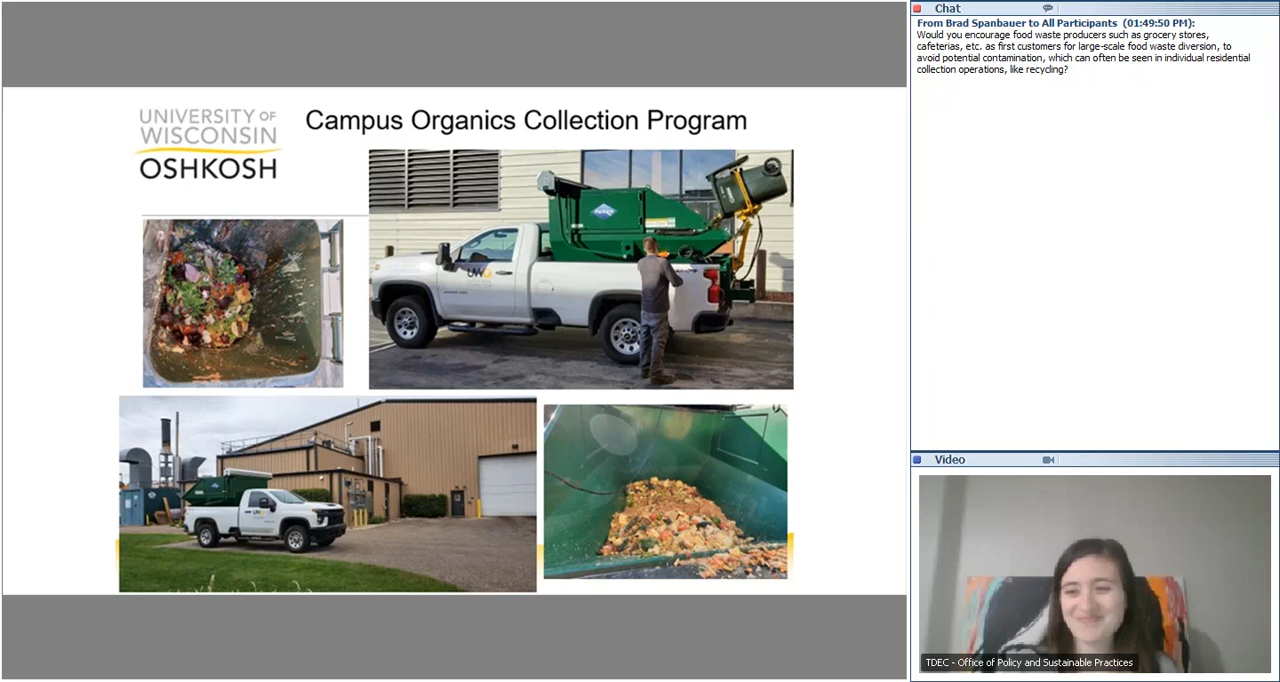 Chat
From Brad Spanbauer to All Participants (01:49:50 PM):
Would you encourage food waste producers such as grocery stores,
cafeterias, etc. as first customers for large-scale food waste diversion, to
avoid potential contamination, which can often be seen in individual residential
collection operations, like recycling?
UNIVERSITY OF
WISCONSIN
OSHKOSH
Campus Organics Collection Program
Video
TDEC - Office of Policy and Sustainable Practices